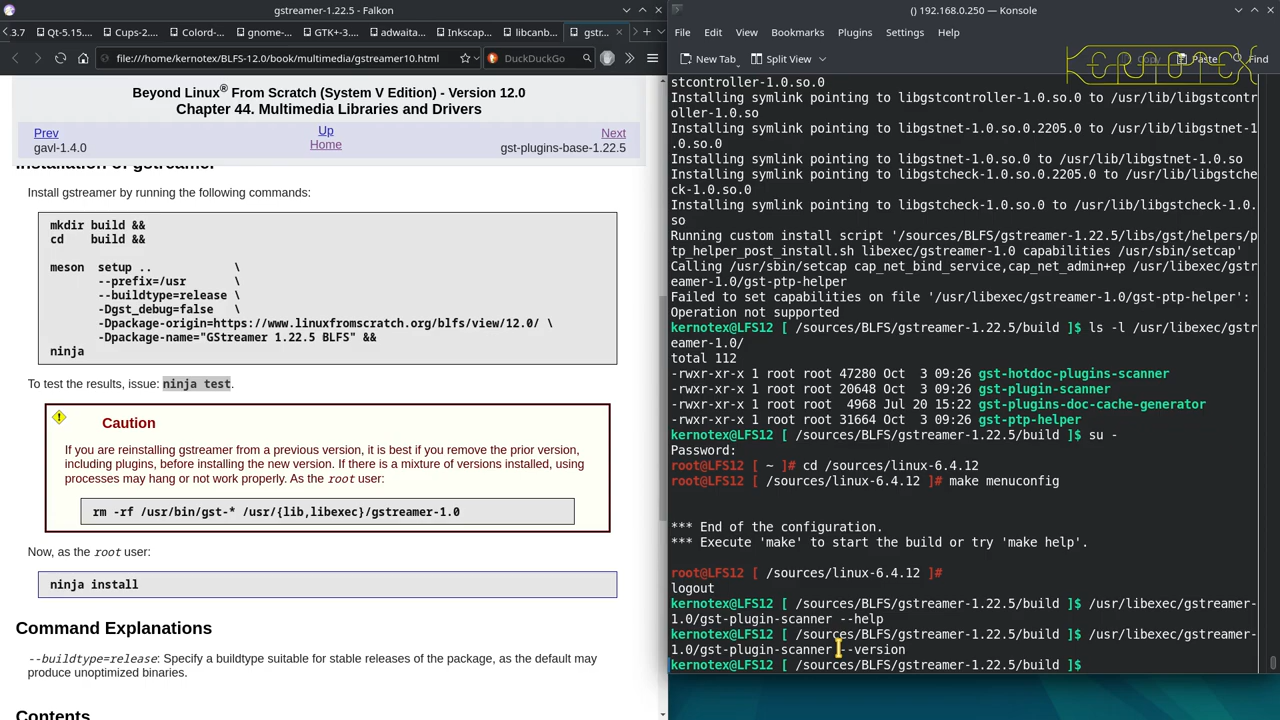 gstreamer-1.22.5 - Falkon
3.7
Qt-5.15....
Cups-2....
Colord-...
gnome-...
GTK+-3....
adwaita...
Inkscap...
libcanb...
gstr...
file:///home/kernotex/BLFS-12.0/book/multimedia/gstreamer10.html
DuckDuckGo
Beyond Linux® From Scratch (System V Edition) - Version 12.0
Chapter 44. Multimedia Libraries and Drivers
Prev
Up
Next
gavl-1.4.0
Home
gst-plugins-base-1.22.5
Installation of gstreamer
Install gstreamer by running the following commands:
mkdir build &&
cd    build &&
meson  setup ..            \
--prefix=/usr       \
--buildtype=release \
-Dgst_debug=false   \
-Dpackage-origin=https://www.linuxfromscratch.org/blfs/view/12.0/ \
-Dpackage-name="GStreamer 1.22.5 BLFS" &&
ninja
To test the results, issue: ninja test.
Caution
If you are reinstalling gstreamer from a previous version, it is best if you remove the prior version,
including plugins, before installing the new version. If there is a mixture of versions installed, using
processes may hang or not work properly. As the root user:
rm -rf /usr/bin/gst-* /usr/{lib,libexec}/gstreamer-1.0
Now, as the root user:
ninja install
Command Explanations
--buildtype=release: Specify a buildtype suitable for stable releases of the package, as the default may
produce unoptimized binaries.
Contents
() 192.168.0.250 — Konsole
File Edit View Bookmarks Plugins Settings Help
New Tab
Split View
Copy
Paste
Find
KERNOTEX
stcontroller-1.0.so.0
Installing symlink pointing to libgstcontroller-1.0.so.0 to /usr/lib/libgstcontr
oller-1.0.so
Installing symlink pointing to libgstnet-1.0.so.0.2205.0 to /usr/lib/libgstnet-1
.0.so.0
Installing symlink pointing to libgstnet-1.0.so.0 to /usr/lib/libgstnet-1.0.so
Installing symlink pointing to libgstcheck-1.0.so.0.2205.0 to /usr/lib/libgstche
ck-1.0.so.0
Installing symlink pointing to libgstcheck-1.0.so.0 to /usr/lib/libgstcheck-1.0.
so
Running custom install script '/sources/BLFS/gstreamer-1.22.5/libs/gst/helpers/p
tp_helper_post_install.sh libexec/gstreamer-1.0 capabilities /usr/sbin/setcap'
Calling /usr/sbin/setcap cap_net_bind_service,cap_net_admin+ep /usr/libexec/gstr
eamer-1.0/gst-ptp-helper
Failed to set capabilities on file '/usr/libexec/gstreamer-1.0/gst-ptp-helper':
Operation not supported
kernotex@LFS12 [ /sources/BLFS/gstreamer-1.22.5/build ]$ ls -l /usr/libexec/gstr
eamer-1.0/
total 112
-rwxr-xr-x 1 root root 47280 Oct  3 09:26 gst-hotdoc-plugins-scanner
-rwxr-xr-x 1 root root 20648 Oct  3 09:26 gst-plugin-scanner
-rwxr-xr-x 1 root root  4968 Jul 20 15:22 gst-plugins-doc-cache-generator
-rwxr-xr-x 1 root root 31664 Oct  3 09:26 gst-ptp-helper
kernotex@LFS12 [ /sources/BLFS/gstreamer-1.22.5/build ]$ su -
Password:
root@LFS12 [ ~ ]# cd /sources/linux-6.4.12
root@LFS12 [ /sources/linux-6.4.12 ]# make menuconfig
*** End of the configuration.
*** Execute 'make' to start the build or try 'make help'.
root@LFS12 [ /sources/linux-6.4.12 ]#
logout
kernotex@LFS12 [ /sources/BLFS/gstreamer-1.22.5/build ]$ /usr/libexec/gstreamer-
1.0/gst-plugin-scanner --help
kernotex@LFS12 [ /sources/BLFS/gstreamer-1.22.5/build ]$ /usr/libexec/gstreamer-
1.0/gst-plugin-scanner --version
kernotex@LFS12 [ /sources/BLFS/gstreamer-1.22.5/build ]$